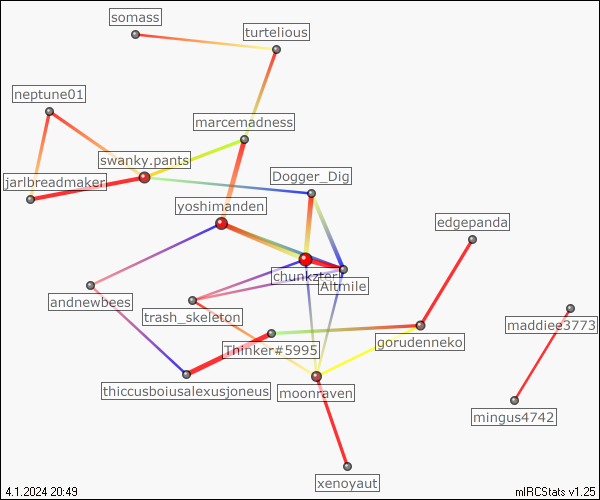 somass
turtelious
neptune01
marcemadness
swanky.pants
jarlbreadmaker
Dogger_Dig
yoshimanden
edgepanda
chunkzter
Altmile
andnewbees
trash_skeleton
maddiee3773
Thinker#5995
gorudenneko
thiccusboiusalexusjoneus
moonraven
mingus4742
xenoyaut
4.1.2024 20:49
mIRCStats v1.25